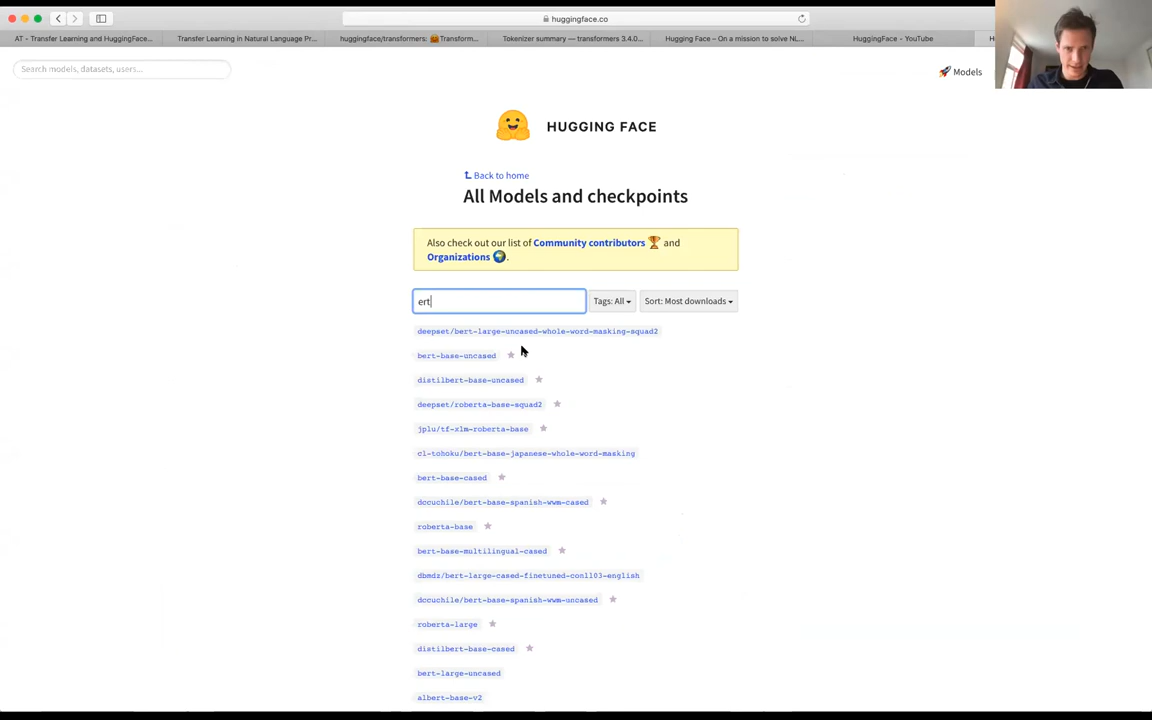 huggingface.co
AT - Transfer Learning and HuggingFace...
Transfer Learning in Natural Language Pr...
huggingface/transformers: 🤗Transform...
Tokenizer summary — transformers 3.4.0...
Hugging Face – On a mission to solve NL...
HuggingFace - YouTube
H
Search models, datasets, users...
🚀 Models
HUGGING FACE
Back to home
All Models and checkpoints
Also check out our list of Community contributors 🏆 and
Organizations 🌍.
ert
Tags: All
Sort: Most downloads
deepset/bert-large-uncased-whole-word-masking-squad2
bert-base-uncased
distilbert-base-uncased
deepset/roberta-base-squad2
jplu/tf-xlm-roberta-base
cl-tohoku/bert-base-japanese-whole-word-masking
bert-base-cased
dccuchile/bert-base-spanish-wwm-cased
roberta-base
bert-base-multilingual-cased
dbmdz/bert-large-cased-finetuned-conll03-english
dccuchile/bert-base-spanish-wwm-uncased
roberta-large
distilbert-base-cased
bert-large-uncased
albert-base-v2